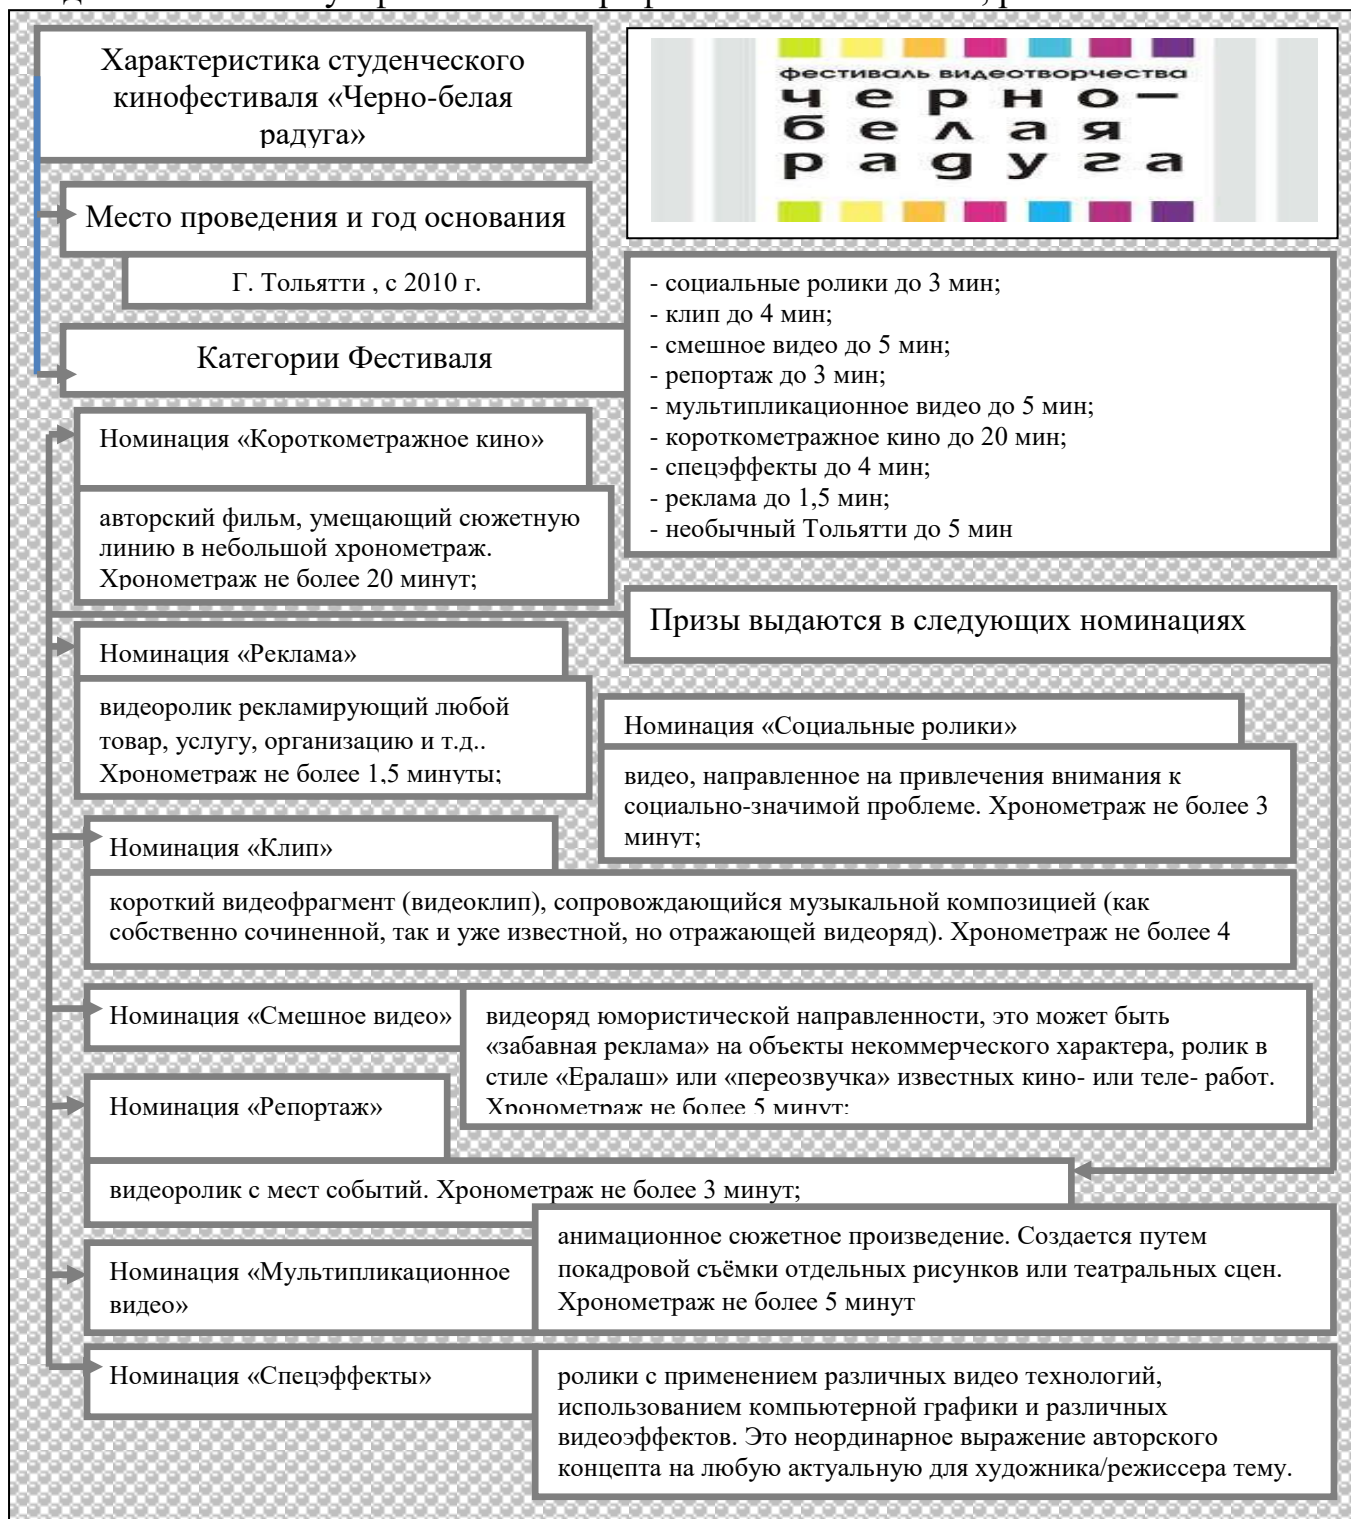 Характеристика студенческого
кинофестиваля «Черно-белая
радуга»
фестиваль видеотворчества
черно-
белая
радуга
Место проведения и год основания
Г. Тольятти , с 2010 г.
Категории Фестиваля
- социальные ролики до 3 мин;
- клип до 4 мин;
- смешное видео до 5 мин;
- репортаж до 3 мин;
- мультипликационное видео до 5 мин;
- короткометражное кино до 20 мин;
- спецэффекты до 4 мин;
- реклама до 1,5 мин;
- необычный Тольятти до 5 мин
Номинация «Короткометражное кино»
авторский фильм, умещающий сюжетную
линию в небольшой хронометраж.
Хронометраж не более 20 минут;
Призы выдаются в следующих номинациях
Номинация «Реклама»
видеоролик рекламирующий любой
товар, услугу, организацию и т.д..
Хронометраж не более 1,5 минуты;
Номинация «Социальные ролики»
видео, направленное на привлечения внимания к
социально-значимой проблеме. Хронометраж не более 3
минут;
Номинация «Клип»
короткий видеофрагмент (видеоклип), сопровождающийся музыкальной композицией (как
собственно сочиненной, так и уже известной, но отражающей видеоряд). Хронометраж не более 4
Номинация «Смешное видео»
видеоряд юмористической направленности, это может быть
«забавная реклама» на объекты некоммерческого характера, ролик в
стиле «Ералаш» или «переозвучка» известных кино- или теле- работ.
Хронометраж не более 5 минут;
Номинация «Репортаж»
видеоролик с мест событий. Хронометраж не более 3 минут;
Номинация «Мультипликационное
видео»
анимационное сюжетное произведение. Создается путем
покадровой съёмки отдельных рисунков или театральных сцен.
Хронометраж не более 5 минут
Номинация «Спецэффекты»
ролики с применением различных видео технологий,
использованием компьютерной графики и различных
видеоэффектов. Это неординарное выражение авторского
концепта на любую актуальную для художника/режиссера тему.